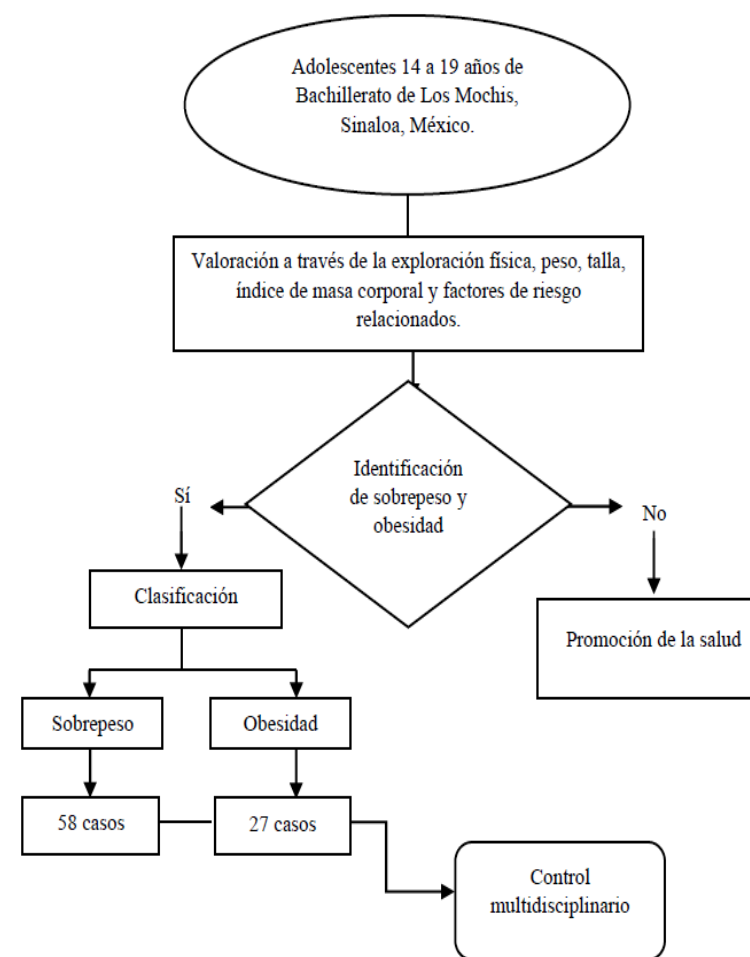 Adolescentes 14 a 19 años de
Bachillerato de Los Mochis,
Sinaloa, México.
Valoración a través de la exploración física, peso, talla,
índice de masa corporal y factores de riesgo
relacionados.
Identificación
de sobrepeso y
obesidad
Sí
No
Clasificación
Promoción de la salud
Sobrepeso
Obesidad
58 casos
27 casos
Control
multidisciplinario